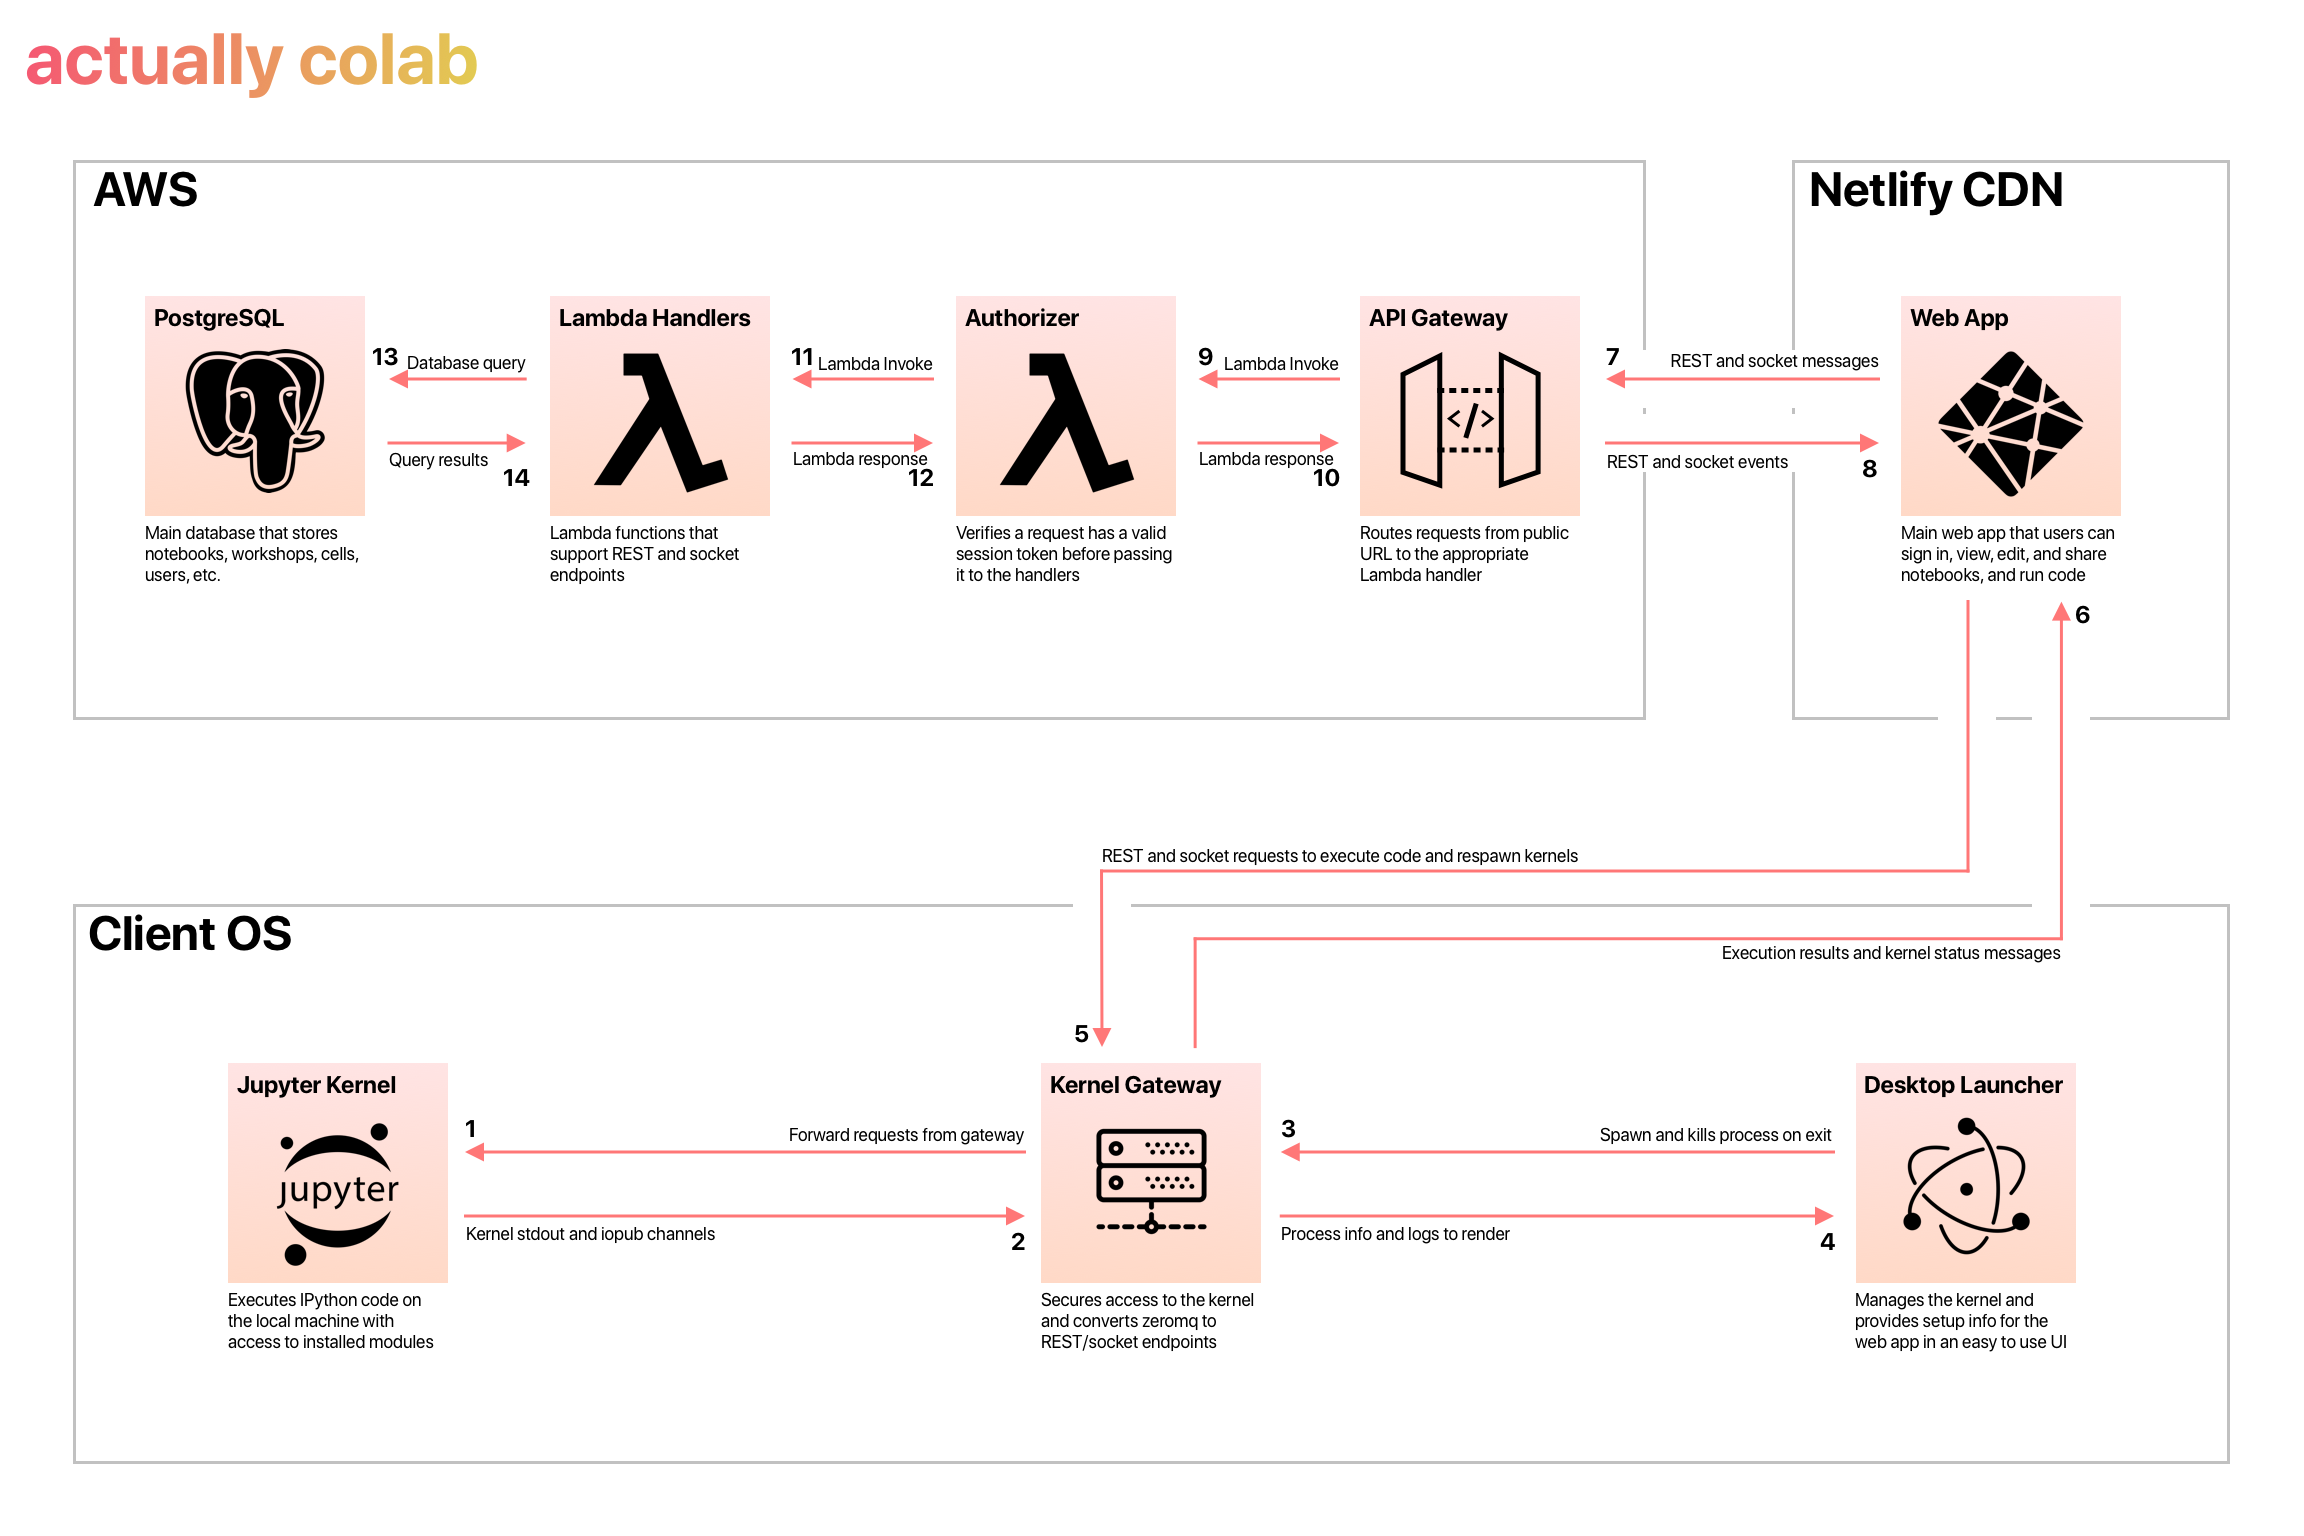 actually colab
AWS
Netlify CDN
PostgreSQL
Lambda Handlers
Authorizer
API Gateway
Web App
13 Database query
11 Lambda Invoke
9 Lambda Invoke
7 REST and socket messages
</>
Query results
14
Lambda response
12
Lambda response
10
REST and socket events
8
Main database that stores
notebooks, workshops, cells,
users, etc.
Lambda functions that
support REST and socket
endpoints
Verifies a request has a valid
session token before passing
it to the handlers
Routes requests from public
URL to the appropriate
Lambda handler
Main web app that users can
sign in, view, edit, and share
notebooks, and run code
6
REST and socket requests to execute code and respawn kernels
Client OS
Execution results and kernel status messages
5
Jupyter Kernel
Kernel Gateway
Desktop Launcher
1
Forward requests from gateway
3
Spawn and kills process on exit
jupyter
Kernel stdout and iopub channels
2
Process info and logs to render
4
Executes IPython code on
the local machine with
access to installed modules
Secures access to the kernel
and converts zeromq to
REST/socket endpoints
Manages the kernel and
provides setup info for the
web app in an easy to use UI